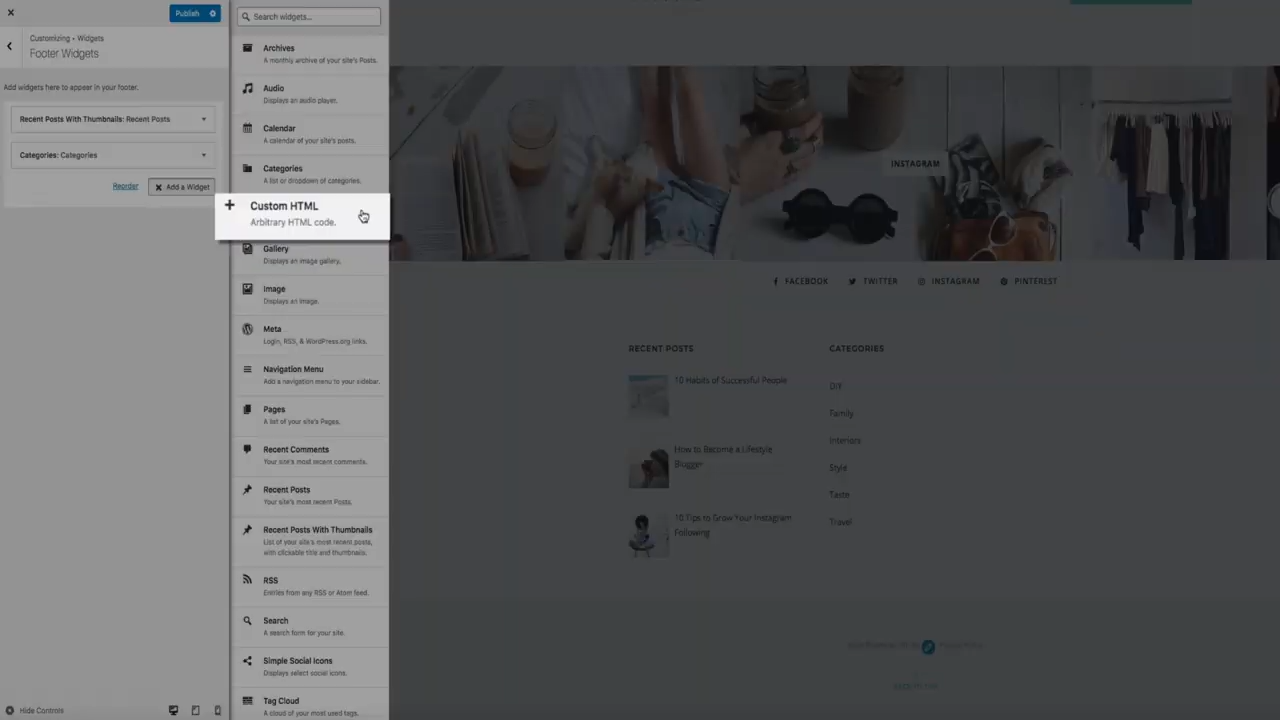 Publish
Customizing • Widgets
Footer Widgets
Add widgets here to appear in your footer.
Recent Posts With Thumbnails: Recent Posts
Categories: Categories
Reorder
Add a Widget
Hide Controls
Search widgets...
Archives
A monthly archive of your site's Posts.
Audio
Displays an audio player.
Calendar
A calendar of your site's posts.
Categories
A list or dropdown of categories.
Custom HTML
Arbitrary HTML code.
Gallery
Displays an image gallery.
Image
Displays an image.
Meta
Login, RSS, & WordPress.org links.
Navigation Menu
Add a navigation menu to your sidebar.
Pages
A list of your site's Pages.
Recent Comments
Your site's most recent comments.
Recent Posts
Your site's most recent Posts.
Recent Posts With Thumbnails
List of your site's most recent posts,
with clickable title and thumbnails.
RSS
Entries from any RSS or Atom feed.
Search
A search form for your site.
Simple Social Icons
Displays select social icons.
Tag Cloud
A cloud of your most used tags.
INSTAGRAM
FACEBOOK
TWITTER
INSTAGRAM
PINTEREST
RECENT POSTS
10 Habits of Successful People
How to Become a Lifestyle
Blogger
10 Tips to Grow Your Instagram
Following
CATEGORIES
DIY
Family
Interiors
Style
Taste
Travel
BACK TO TOP